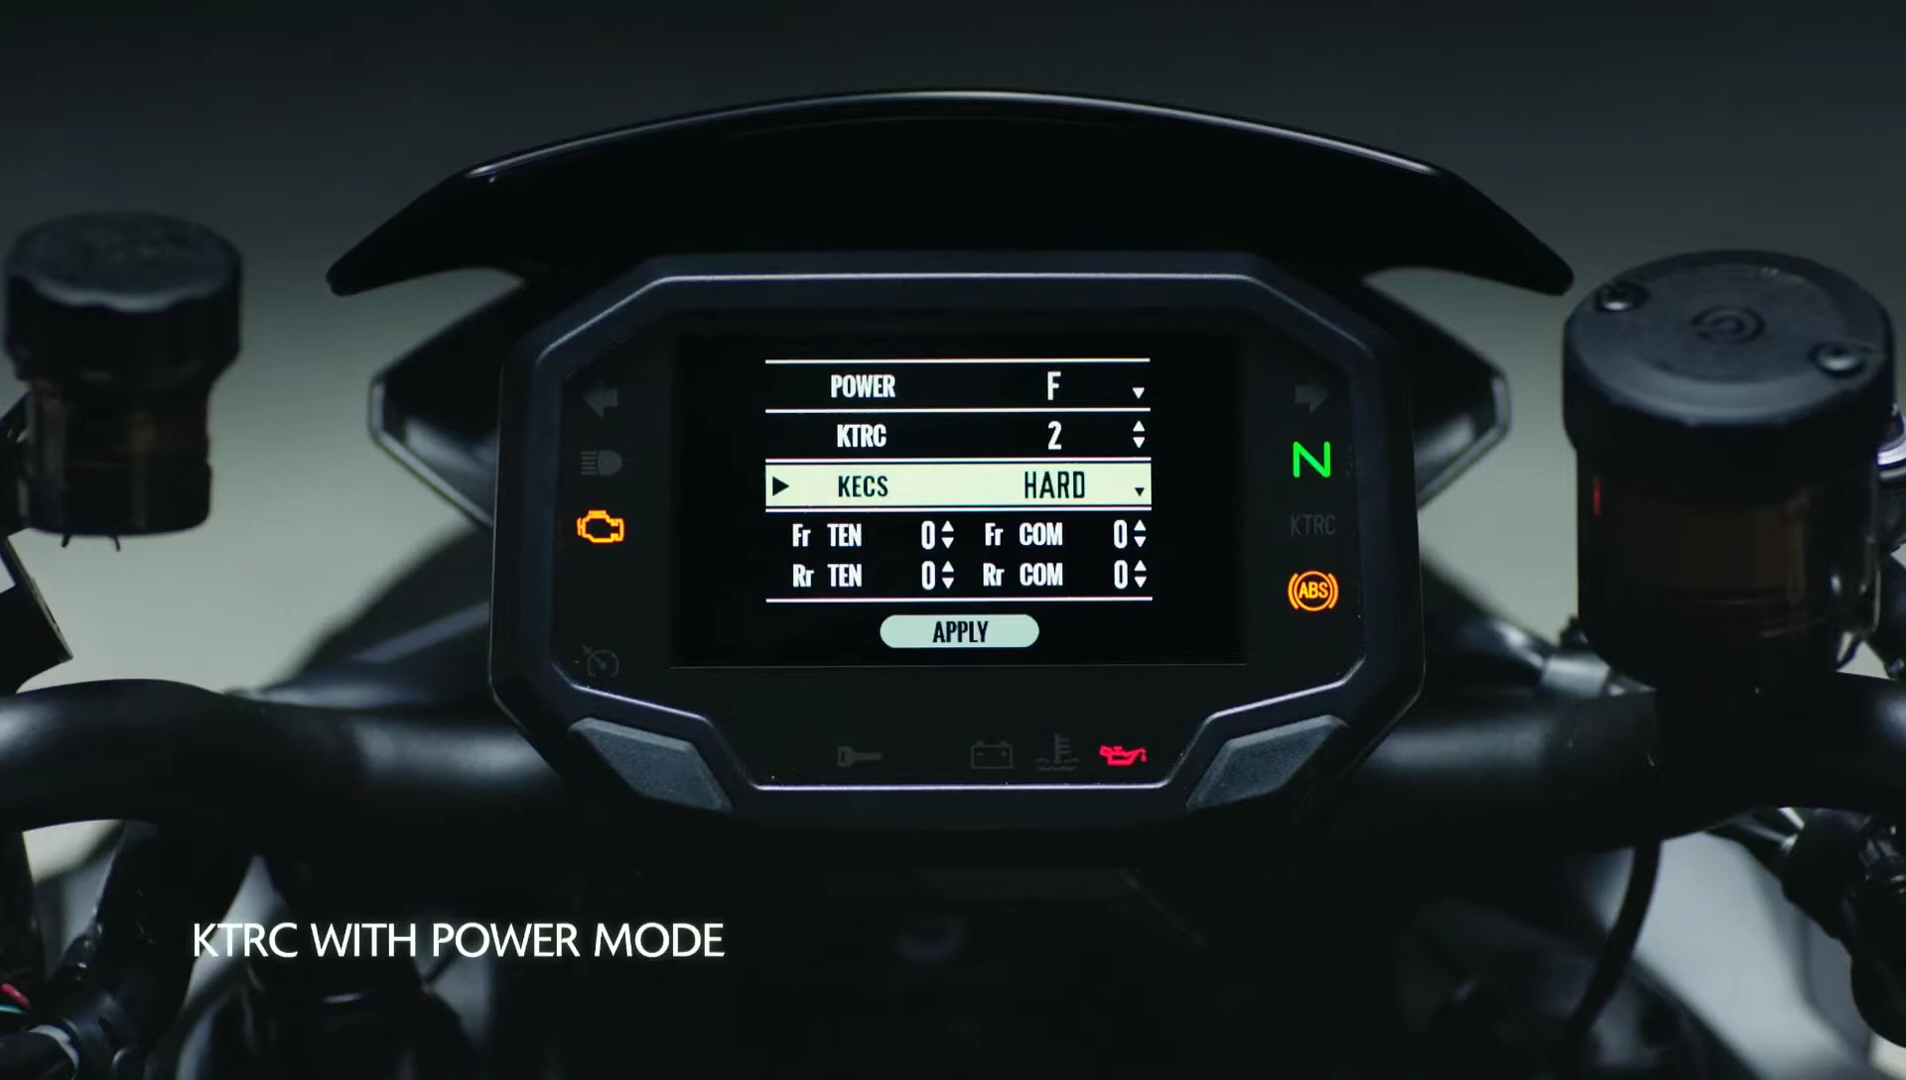 POWER F
KTRC 2
KECS HARD
Fr TEN 0 Fr COM 0
Rr TEN 0 Rr COM 0
APPLY
N
KTRC
ABS
KTRC WITH POWER MODE